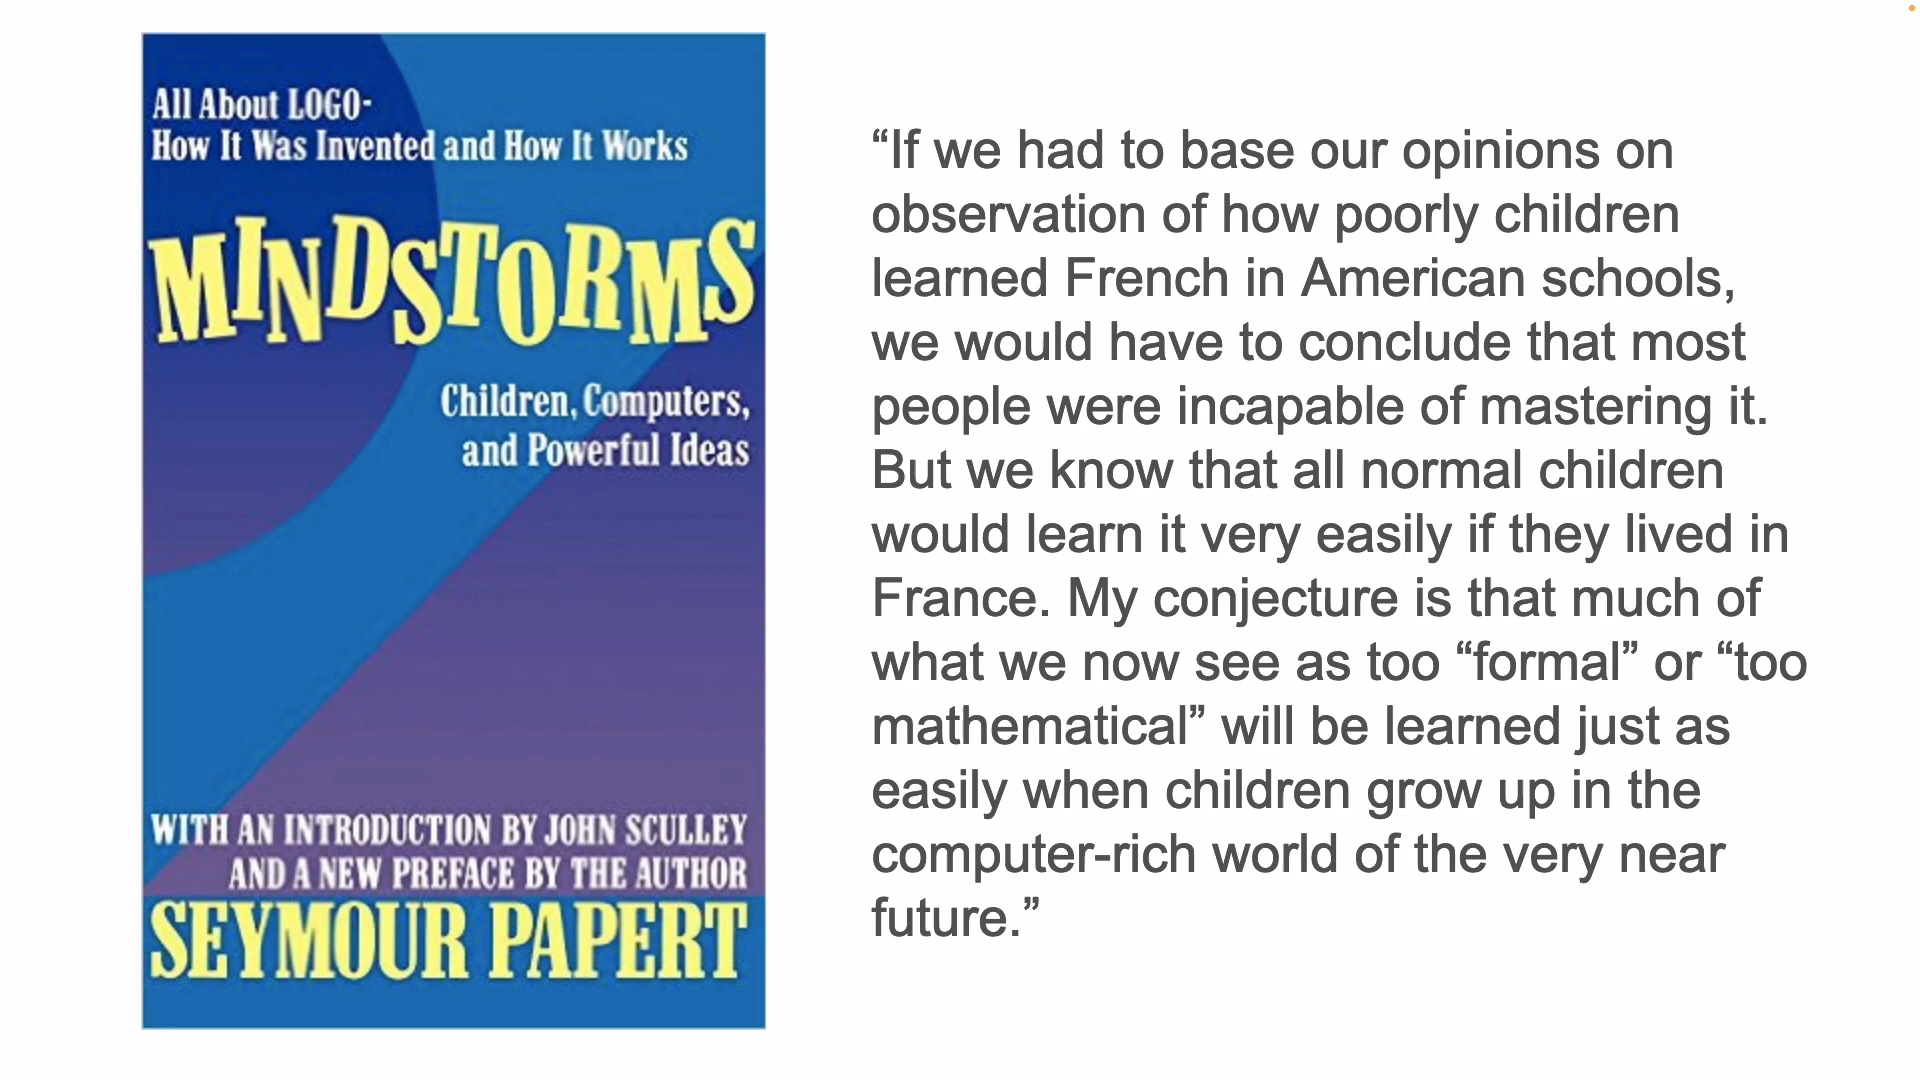 All About LOGO-
How It Was Invented and How It Works
MINDSTORMS
Children, Computers,
and Powerful Ideas
WITH AN INTRODUCTION BY JOHN SCULLEY
AND A NEW PREFACE BY THE AUTHOR
SEYMOUR PAPERT
“If we had to base our opinions on
observation of how poorly children
learned French in American schools,
we would have to conclude that most
people were incapable of mastering it.
But we know that all normal children
would learn it very easily if they lived in
France. My conjecture is that much of
what we now see as too “formal” or “too
mathematical” will be learned just as
easily when children grow up in the
computer-rich world of the very near
future.”